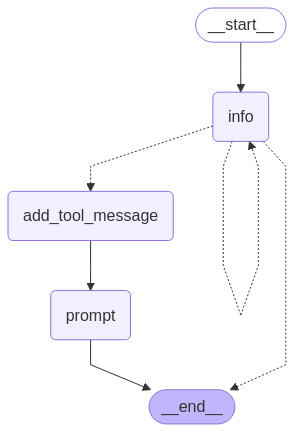 __start__
info
add_tool_message
prompt
__end__